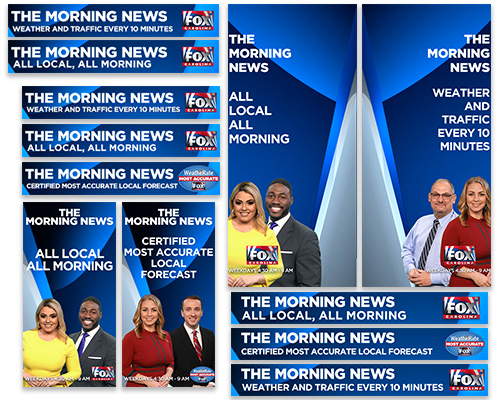 THE MORNING NEWS
WEATHER AND TRAFFIC EVERY 10 MINUTES
FOX
CAROLINA
THE MORNING NEWS
ALL LOCAL, ALL MORNING
FOX
CAROLINA
THE MORNING NEWS
WEATHER AND TRAFFIC EVERY 10 MINUTES
FOX
CAROLINA
THE MORNING NEWS
ALL LOCAL, ALL MORNING
FOX
CAROLINA
THE MORNING NEWS
CERTIFIED MOST ACCURATE LOCAL FORECAST
WeatheRate
MOST ACCURATE
FOX
THE
MORNING NEWS
ALL LOCAL
ALL MORNING
FOX
CAROLINA
WEEKDAYS 4:30 AM - 9 AM
THE
MORNING NEWS
CERTIFIED
MOST ACCURATE
LOCAL
FORECAST
WeatheRate
MOST ACCURATE
FOX
WEEKDAYS 4:30 AM - 9 AM
THE
MORNING
NEWS
ALL
LOCAL
ALL
MORNING
FOX
CAROLINA
WEEKDAYS 4:30 AM - 9 AM
THE
MORNING
NEWS
WEATHER
AND
TRAFFIC
EVERY 10
MINUTES
FOX
CAROLINA
WEEKDAYS 4:30 AM - 9 AM
THE MORNING NEWS
ALL LOCAL, ALL MORNING
FOX
CAROLINA
THE MORNING NEWS
CERTIFIED MOST ACCURATE LOCAL FORECAST
WeatheRate
MOST ACCURATE
FOX
THE MORNING NEWS
WEATHER AND TRAFFIC EVERY 10 MINUTES
FOX
CAROLINA